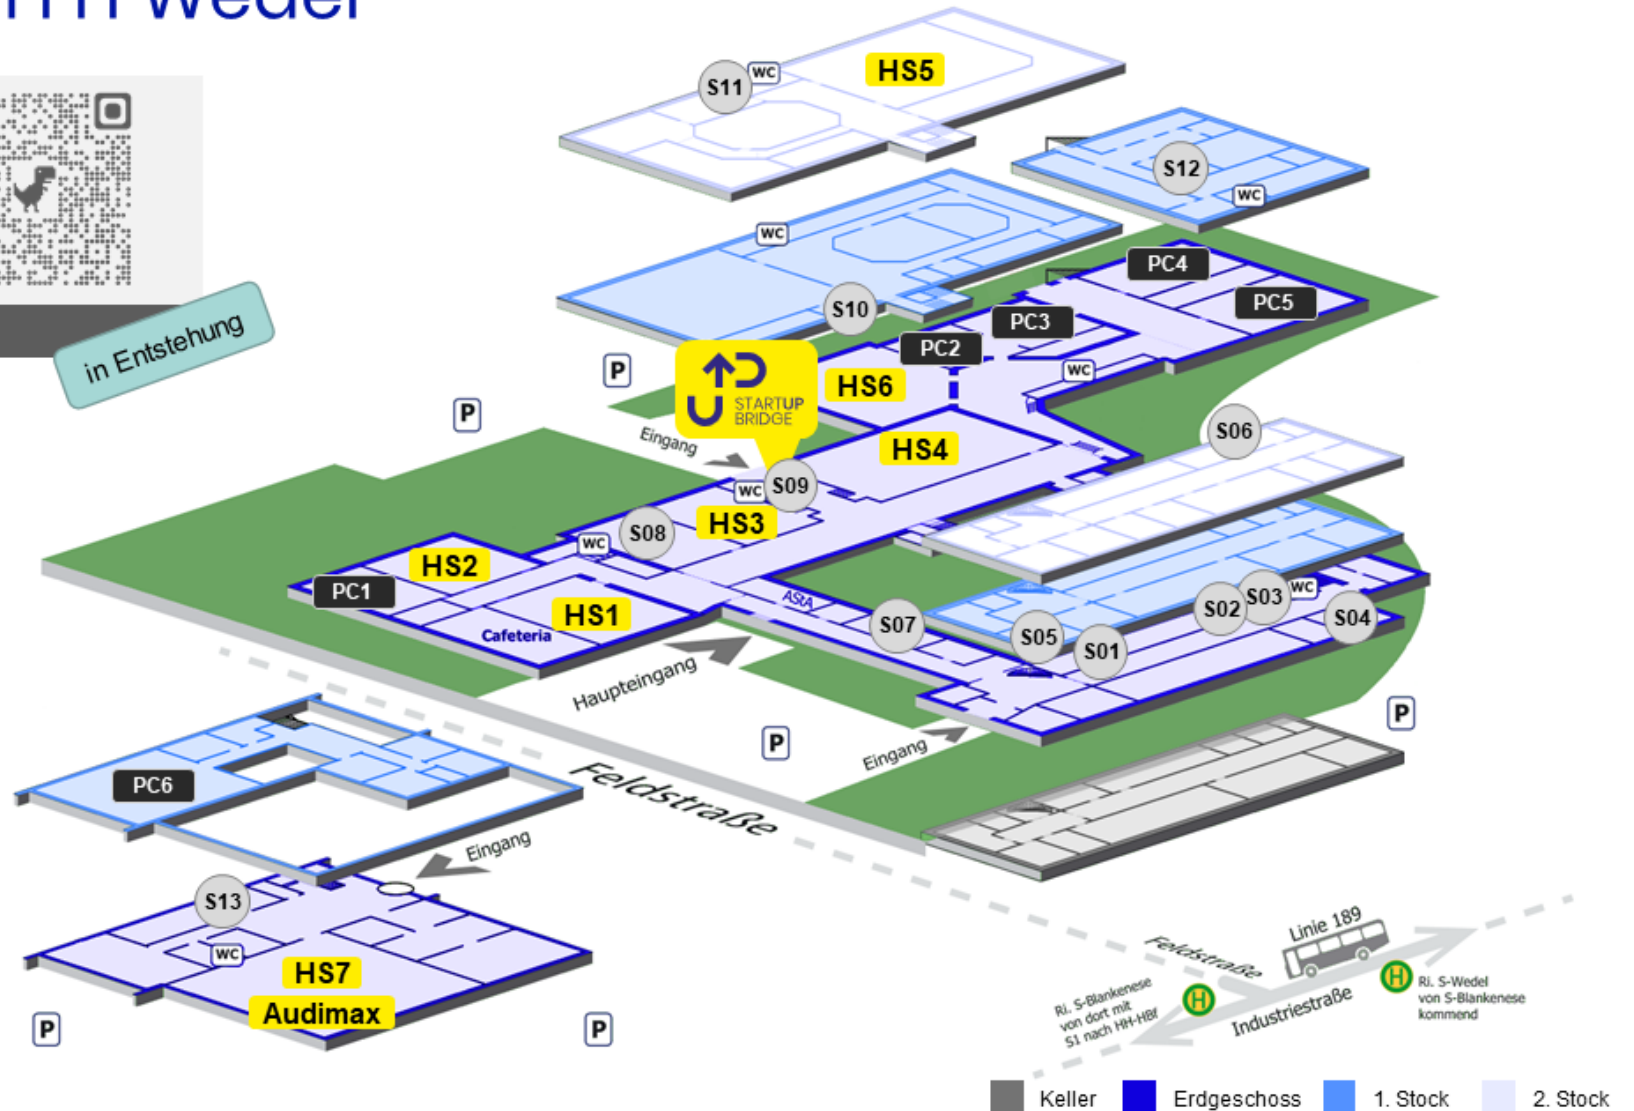 Wedel
in Entstehung
S11
WC
HS5
S12
WC
WC
S10
PC4
PC5
PC3
PC2
WC
P
P
STARTUP
BRIDGE
HS6
Eingang
HS4
S06
WC
S09
HS3
S08
WC
HS2
PC1
HS1
Cafeteria
AStA
S07
S05
S01
S02
S03
WC
S04
Haupteingang
P
P
Eingang
Feldstraße
PC6
Eingang
S13
WC
HS7
Audimax
P
P
Linie 189
Feldstraße
H
H
Ri. S-Blankenese
von dort mit
S1 nach HH-HBf
Industriestraße
Ri. S-Wedel
von S-Blankenese
kommend
Keller
Erdgeschoss
1. Stock
2. Stock